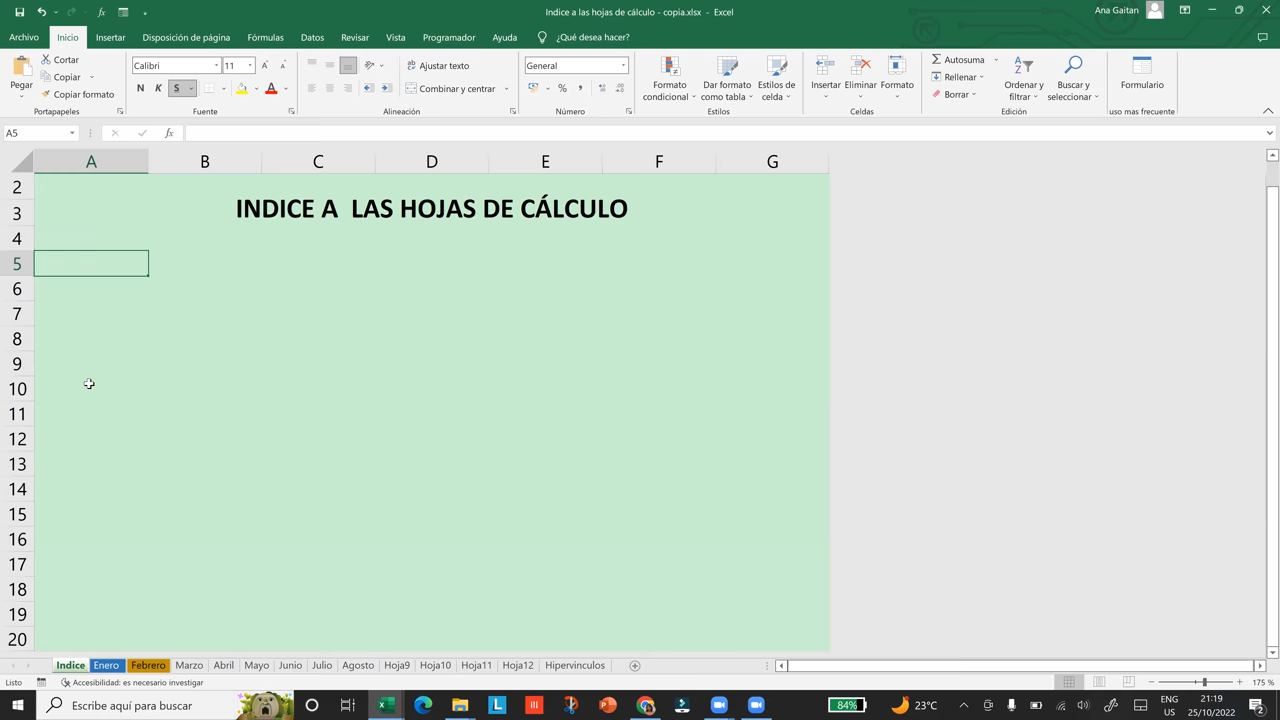 Indice a las hojas de cálculo - copia.xlsx - Excel
Ana Gaitan
Archivo Inicio Insertar Disposición de página Fórmulas Datos Revisar Vista Programador Ayuda ¿Qué desea hacer?
Pegar
Cortar
Copiar
Copiar formato
Portapapeles
Calibri 11
N K S
Fuente
Ajustar texto
Combinar y centrar
Alineación
General
Número
Formato condicional
Dar formato como tabla
Estilos de celda
Estilos
Insertar
Eliminar
Formato
Celdas
Autosuma
Rellenar
Borrar
Ordenar y filtrar
Buscar y seleccionar
Edición
Formulario
uso mas frecuente
A5
fx
A B C D E F G
2
3
INDICE A LAS HOJAS DE CÁLCULO
4
5
6
7
8
9
10
11
12
13
14
15
16
17
18
19
20
Indice Enero Febrero Marzo Abril Mayo Junio Julio Agosto Hoja9 Hoja10 Hoja11 Hoja12 Hipervínculos
Listo Accesibilidad: es necesario investigar
175 %
Escribe aquí para buscar
84%
23°C
ENG
US
21:19
25/10/2022
2